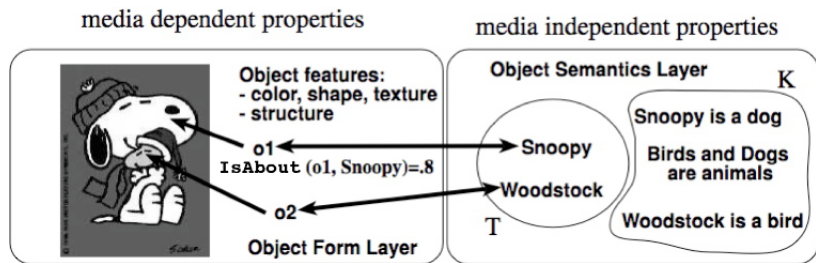 media dependent properties
media independent properties
Object features:
- color, shape, texture
- structure
o1
IsAbout (o1, Snoopy)=.8
o2
Object Form Layer
Object Semantics Layer
Snoopy
Woodstock
T
K
Snoopy is a dog
Birds and Dogs
are animals
Woodstock is a bird